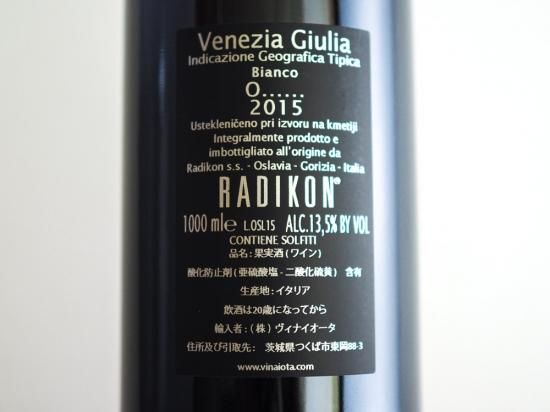 Venezia Giulia
Indicazione Geografica Tipica
Bianco
O......
2015
Ustekleničeno pri izvoru na kmetiji
Integralmente prodotto e
imbottigliato all'origine da
Radikon s.s. - Oslavia - Gorizia - Italia
RADIKON®
1000 ml℮ L.OSL15 ALC.13,5% BY VOL
CONTIENE SOLFITI
品名 : 果実酒 ( ワイン )
酸化防止剤 ( 亜硫酸塩 - 二酸化硫黄 ) 含有
生産地 : イタリア
飲酒は20歳になってから
輸入者 : ( 株 ) ヴィナイオータ
住所及び引取先 : 茨城県つくば市東岡88-3
www.vinaiota.com